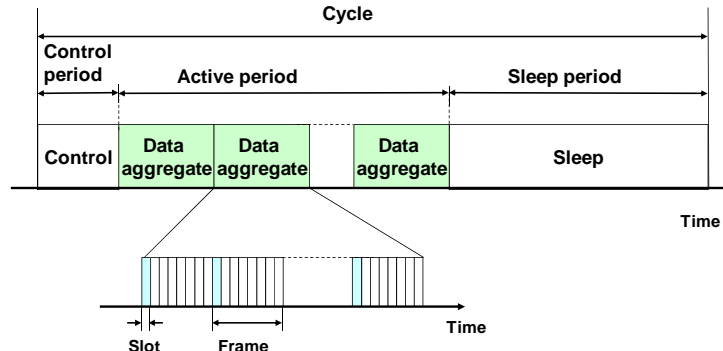 Cycle
Control
period
Active period
Sleep period
Control
Data
aggregate
Data
aggregate
Data
aggregate
Sleep
Time
Time
Slot
Frame